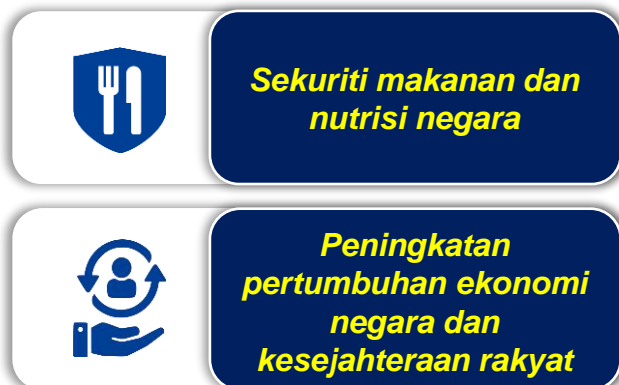 Sekuriti makanan dan
nutrisi negara
Peningkatan
pertumbuhan ekonomi
negara dan
kesejahteraan rakyat